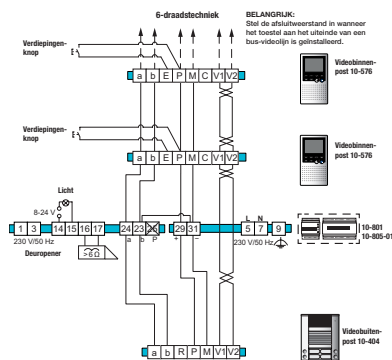 6-draadstechniek
BELANGRIJK:
Stel de afsluitweerstand in wanneer
het toestel aan het uiteinde van een
bus-videolijn is geïnstalleerd.
Verdiepingen-
knop
E
a b E P M C V1 V2
Videobinnen-
post 10-576
Verdiepingen-
knop
E
a b E P M C V1 V2
Videobinnen-
post 10-576
Licht
8-24 V
1 3 14 15 16 17 24 23 26 29 31 5 7 9
L N
230 V/50 Hz
a b P + −
230 V/50 Hz
>6 Ω
Deuropener
10-801
10-805-01
a b R P M C V1 V2
Videobuiten-
post 10-404